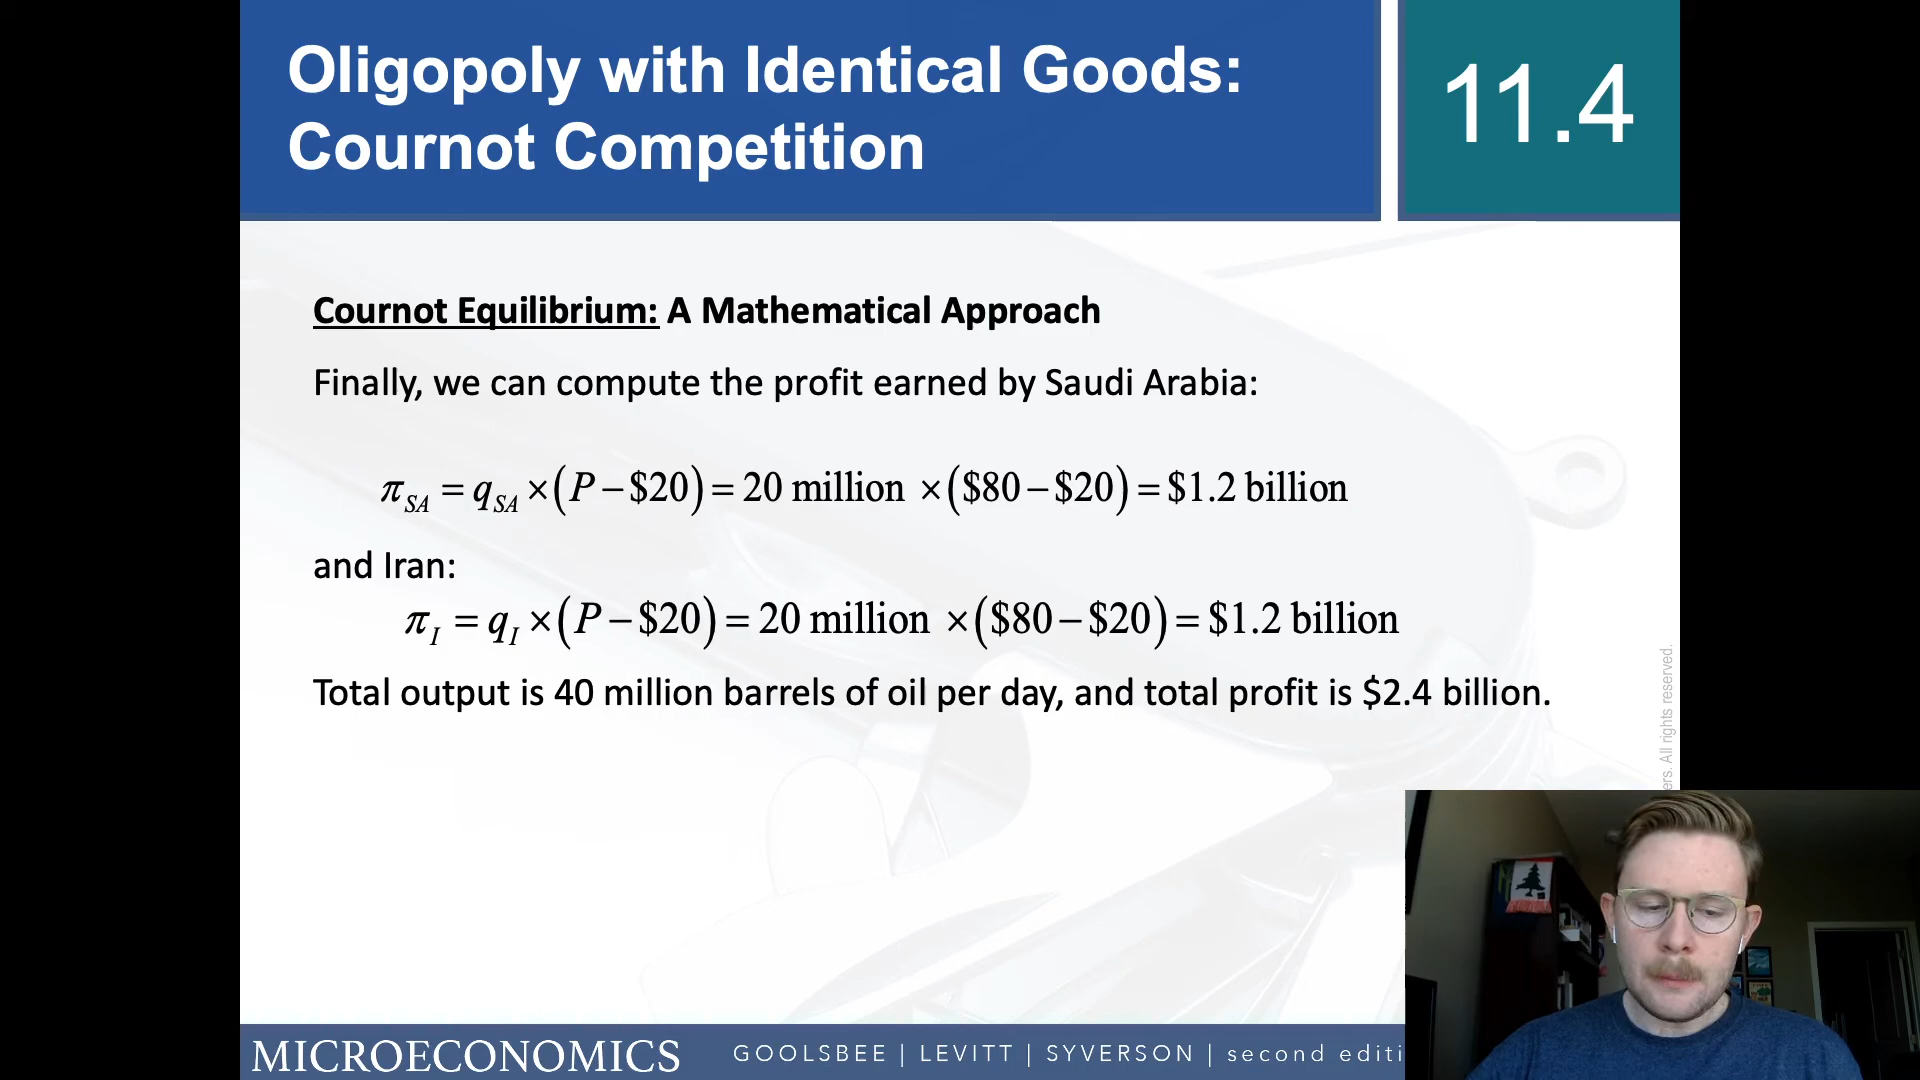 Oligopoly with Identical Goods:
Cournot Competition
11.4
Cournot Equilibrium: A Mathematical Approach
Finally, we can compute the profit earned by Saudi Arabia:
π_SA = q_SA × (P − $20) = 20 million × ($80 − $20) = $1.2 billion
and Iran:
π_I = q_I × (P − $20) = 20 million × ($80 − $20) = $1.2 billion
Total output is 40 million barrels of oil per day, and total profit is $2.4 billion.
ers. All rights reserved.
MICROECONOMICS GOOLSBEE | LEVITT | SYVERSON | second editi